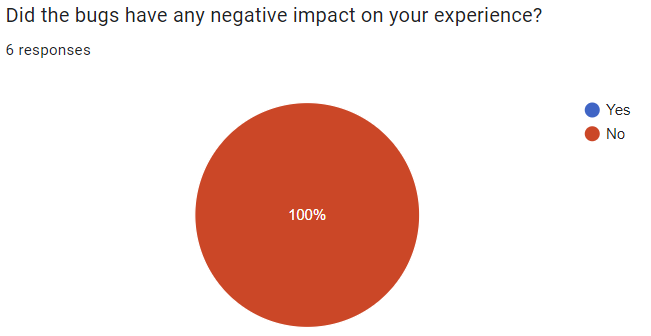 Did the bugs have any negative impact on your experience?
6 responses
Yes
No
100%